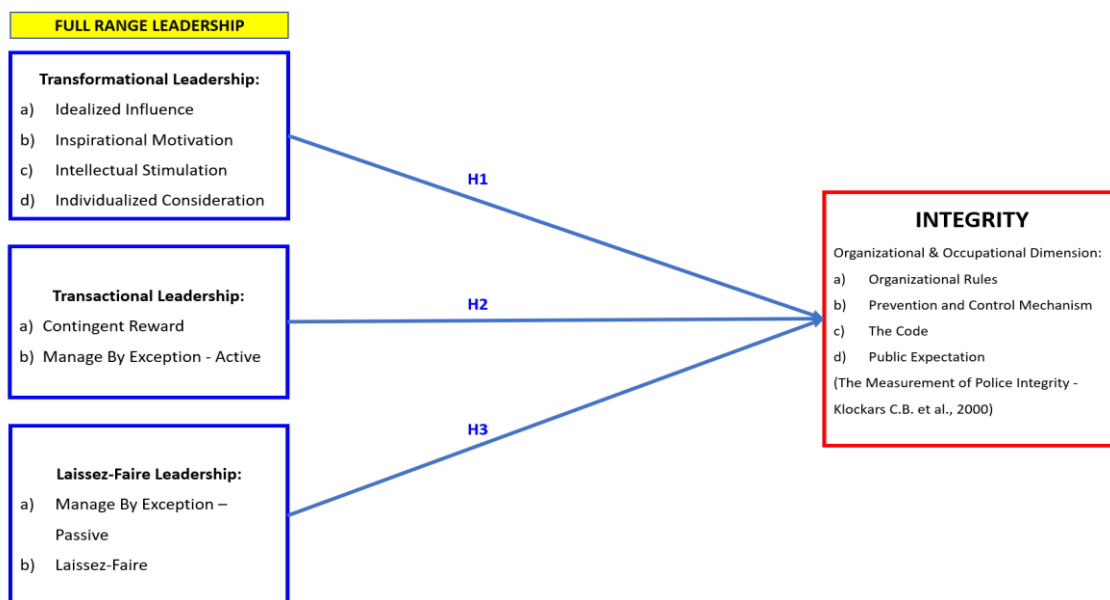 FULL RANGE LEADERSHIP
Transformational Leadership:
a) Idealized Influence
b) Inspirational Motivation
c) Intellectual Stimulation
d) Individualized Consideration
H1
Transactional Leadership:
a) Contingent Reward
b) Manage By Exception - Active
H2
Laissez-Faire Leadership:
a) Manage By Exception –
Passive
b) Laissez-Faire
H3
INTEGRITY
Organizational & Occupational Dimension:
a) Organizational Rules
b) Prevention and Control Mechanism
c) The Code
d) Public Expectation
(The Measurement of Police Integrity -
Klockars C.B. et al., 2000)